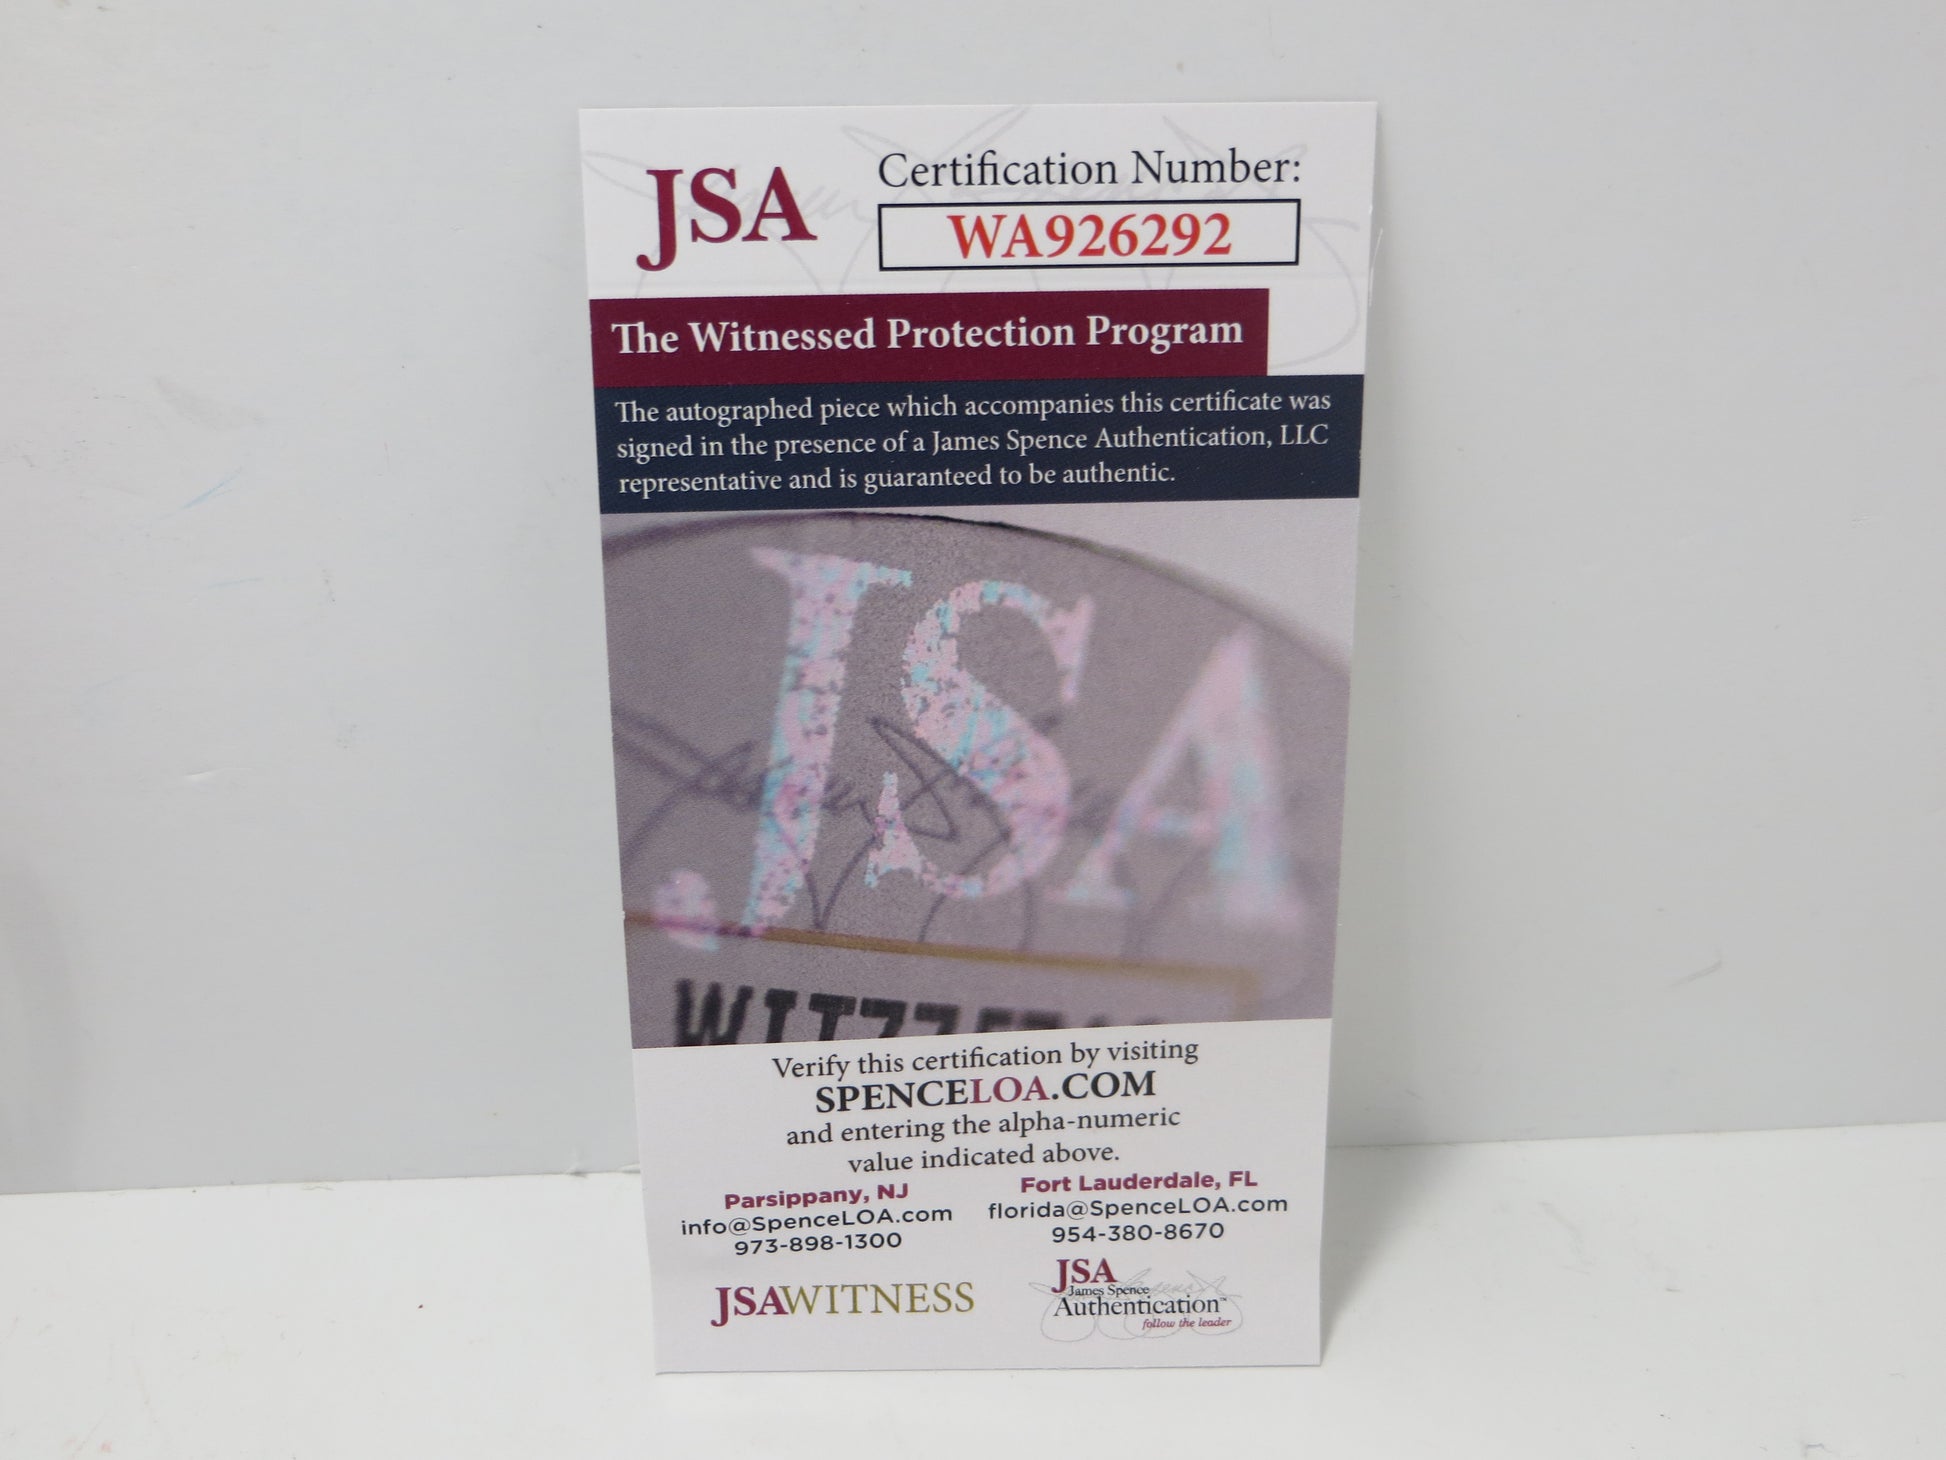 JSA
Certification Number:
WA926292
The Witnessed Protection Program
The autographed piece which accompanies this certificate was
signed in the presence of a James Spence Authentication, LLC
representative and is guaranteed to be authentic.
JSA
Verify this certification by visiting
SPENCELOA.COM
and entering the alpha-numeric
value indicated above.
Parsippany, NJ
info@SpenceLOA.com
973-898-1300
Fort Lauderdale, FL
florida@SpenceLOA.com
954-380-8670
JSAWITNESS
JSA
James Spence
Authentication™
follow the leader